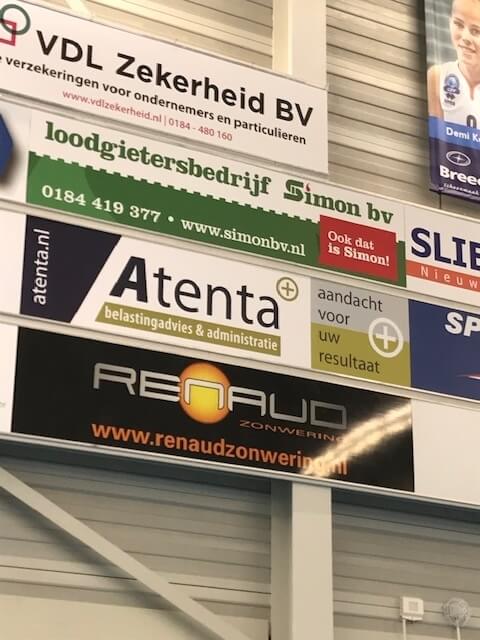 VDL Zekerheid BV
verzekeringen voor ondernemers en particulieren
www.vdlzekerheid.nl | 0184 - 480 160
Demi
Bree
loodgietersbedrijf Simon bv
0184 419 377 • www.simonbv.nl
Ook dat
is Simon!
SLIE
Nieuw
atenta.nl
Atenta
belastingadvies & administratie
aandacht
voor
uw
resultaat
SP
RENAUD
ZONWERING
www.renaudzonwering.nl